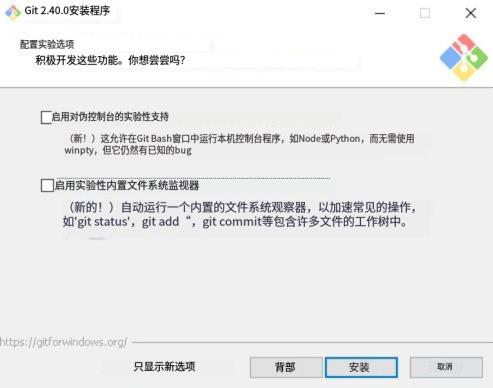 Git 2.40.0安装程序
配置实验选项
积极开发这些功能。你想尝尝吗?
启用对伪控制台的实验性支持
（新！）这允许在Git Bash窗口中运行本机控制台程序，如Node或Python，而无需使用
winpty，但它仍然有已知的bug
启用实验性内置文件系统监视器
（新的！）自动运行一个内置的文件系统观察器，以加速常见的操作，
如'git status'，git add“，git commit等包含许多文件的工作树中。
https://gitforwindows.org/
只显示新选项
背部
安装
取消